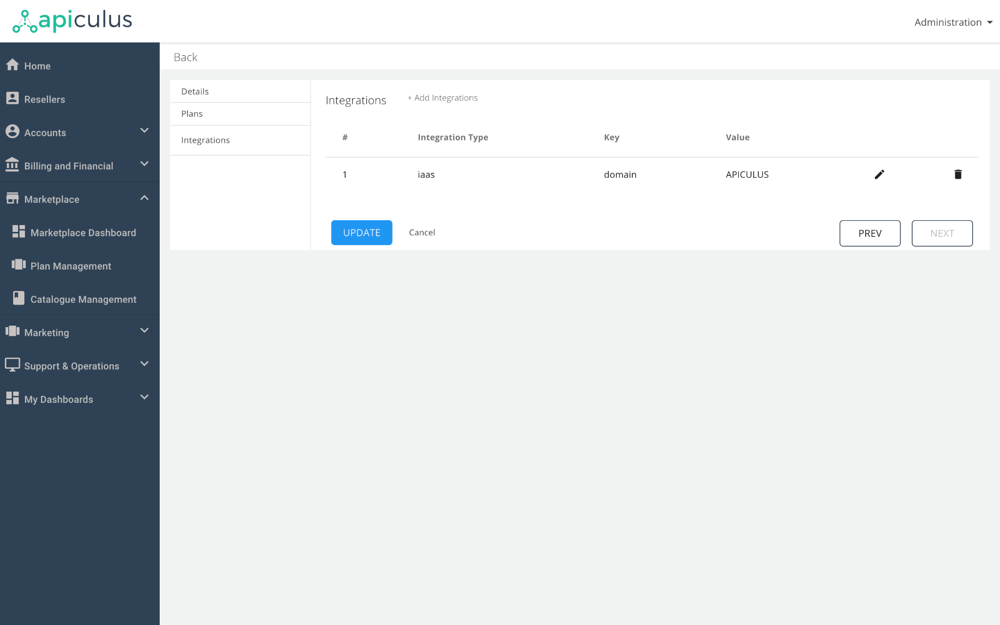 apiculus
Administration
Home
Resellers
Accounts
Billing and Financial
Marketplace
Marketplace Dashboard
Plan Management
Catalogue Management
Marketing
Support & Operations
My Dashboards
Back
Details
Plans
Integrations
Integrations + Add Integrations
# Integration Type Key Value
1 iaas domain APICULUS
UPDATE Cancel PREV NEXT